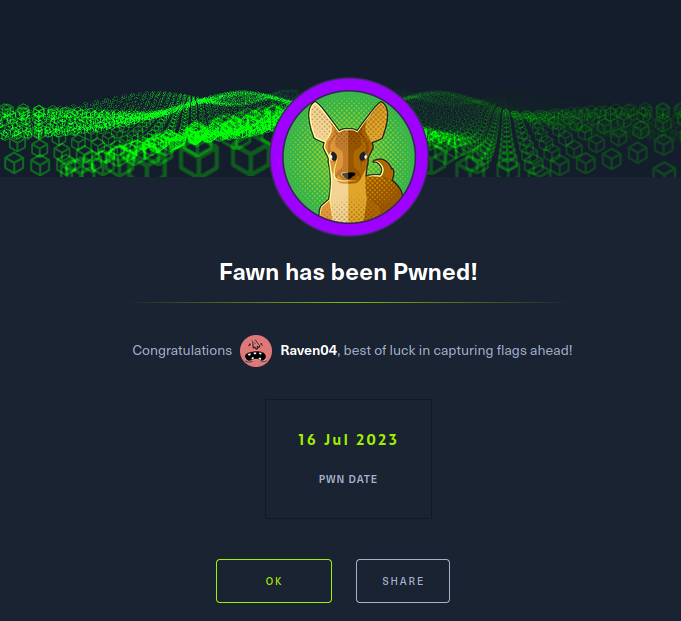 Fawn has been Pwned!
Congratulations Raven04, best of luck in capturing flags ahead!
16 Jul 2023
PWN DATE
OK SHARE